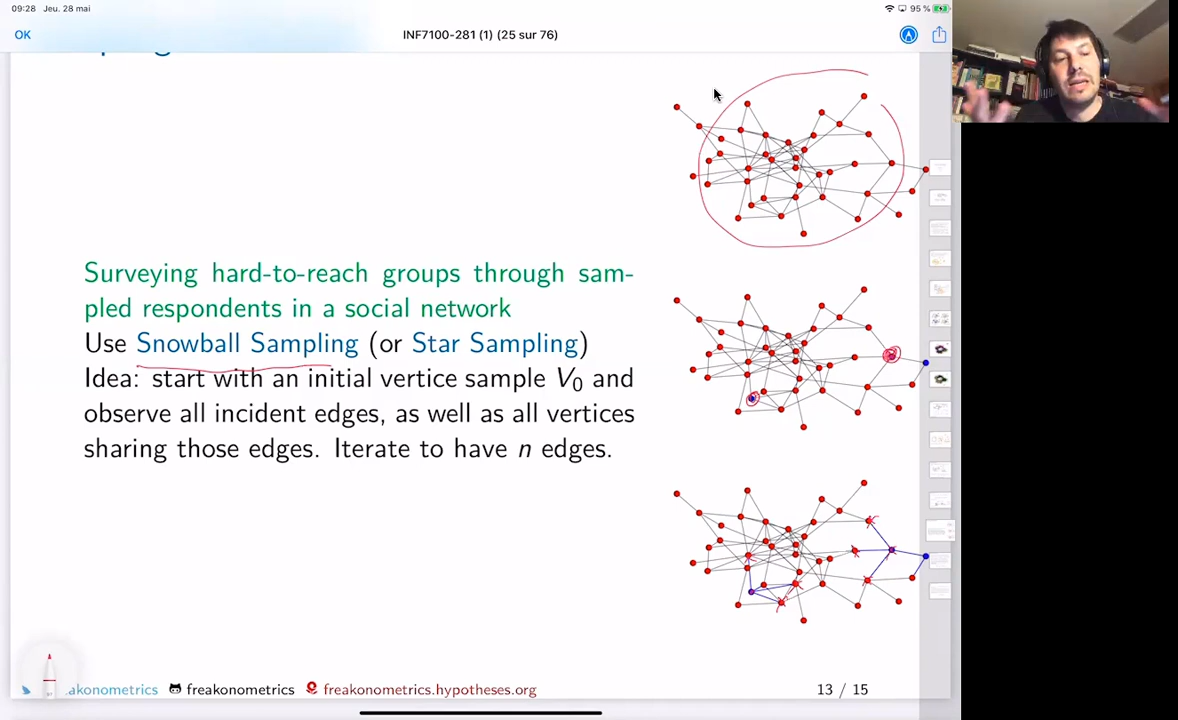 09:28 Jeu. 28 mai
95 %
OK
INF7100-281 (1) (25 sur 76)
Surveying hard-to-reach groups through sam-
pled respondents in a social network
Use Snowball Sampling (or Star Sampling)
Idea: start with an initial vertice sample V₀ and
observe all incident edges, as well as all vertices
sharing those edges. Iterate to have n edges.
akonometrics freakonometrics freakonometrics.hypotheses.org
13 / 15